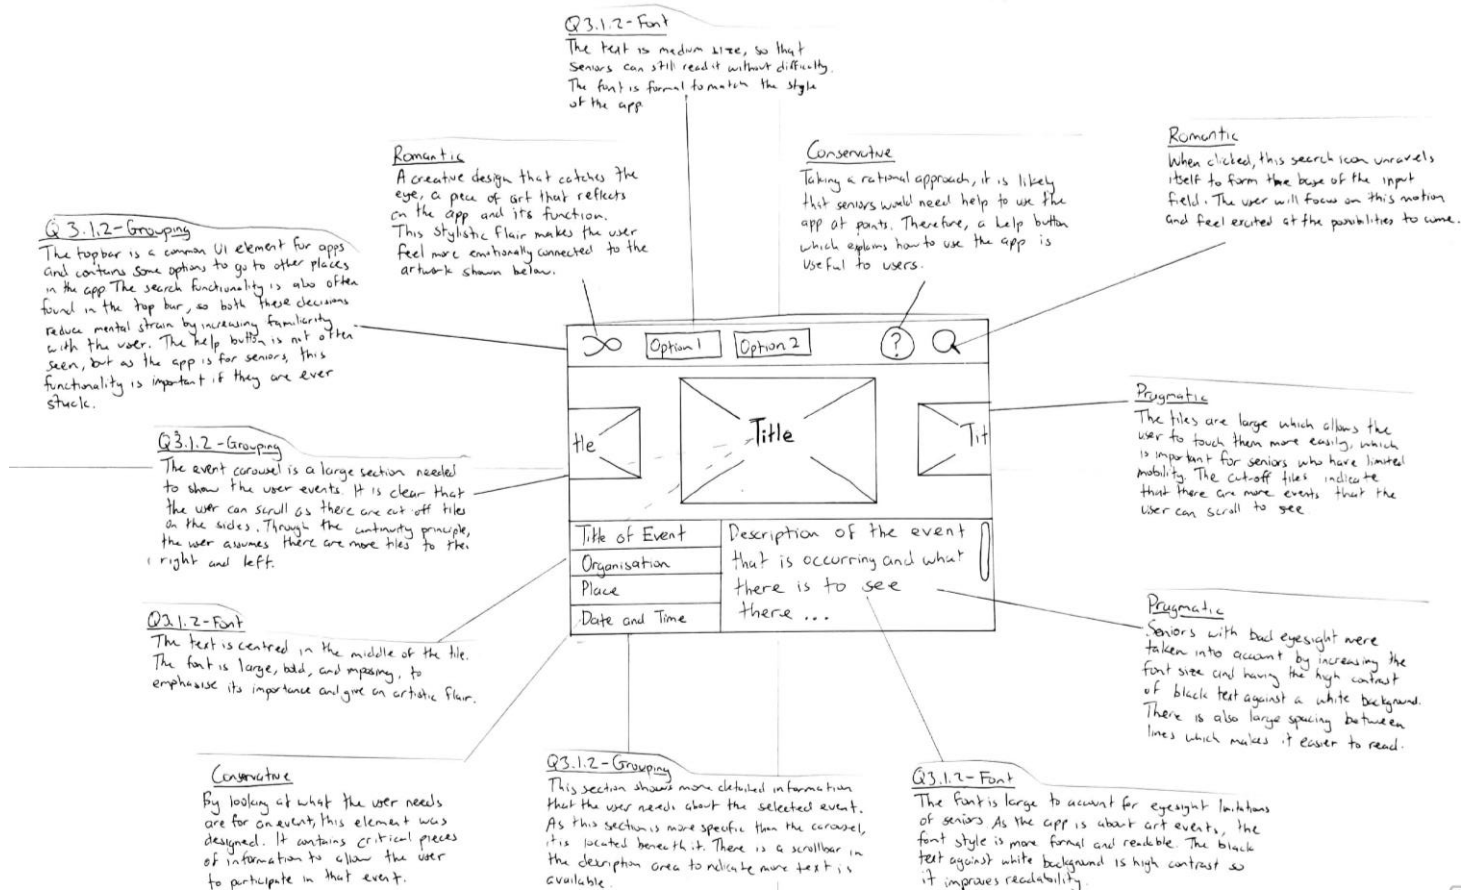 Q3.1.2-Font
The text is medium size, so that
seniors can still read it without difficulty.
The font is formal to match the style
of the app
Romantic
A creative design that catches the
eye, a piece of art that reflects
on the app and its function.
This stylistic flair makes the user
feel more emotionally connected to the
artwork shown below.
Conservative
Taking a rational approach, it is likely
that seniors would need help to use the
app at points. Therefore, a help button
which explains how to use the app is
useful to users.
Romantic
When clicked, this search icon unravels
itself to form the base of the input
field. The user will focus on this motion
and feel excited at the possibilities to come.
Q 3.1.2-Grouping
The topbar is a common UI element for apps
and contains some options to go to other places
in the app. The search functionality is also often
found in the top bar, so both these decisions
reduce mental strain by increasing familiarity
with the user. The help button is not often
seen, but as the app is for seniors, this
functionality is important if they are ever
stuck.
Option 1
Option 2
?
tle
Title
Tit
Title of Event
Organisation
Place
Date and Time
Description of the event
that is occurring and what
there is to see
there ...
Pragmatic
The tiles are large which allows the
user to touch them more easily, which
is important for seniors who have limited
mobility. The cut-off tiles indicate
that there are more events that the
user can scroll to see
Q3.1.2-Grouping
The event carousel is a large section needed
to show the user events. It is clear that
the user can scroll as there are cut off tiles
on the sides. Through the continuity principle,
the user assumes there are more tiles to the
right and left.
Q3.1.2-Font
The text is centred in the middle of the tile.
The font is large, bold, and imposing, to
emphasise its importance and give an artistic flair.
Pragmatic
Seniors with bad eyesight were
taken into account by increasing the
font size and having the high contrast
of black text against a white background.
There is also large spacing between
lines which makes it easier to read.
Conservative
By looking at what the user needs
are for an event, this element was
designed. It contains critical pieces
of information to allow the user
to participate in that event.
Q3.1.2-Grouping
This section shows more detailed information
that the user needs about the selected event.
As this section is more specific than the carousel,
it is located beneath it. There is a scrollbar in
the description area to indicate more text is
available.
Q3.1.2-Font
The font is large to account for eyesight limitations
of seniors As the app is about art events, the
font style is more formal and readable. The black
text against white background is high contrast so
it improves readability.